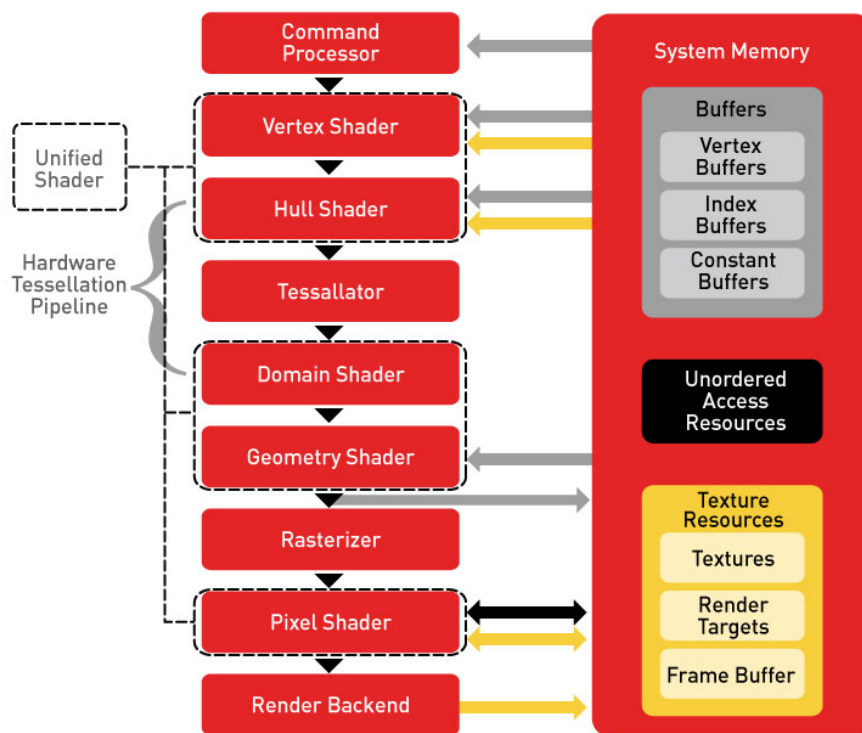 Command
Processor
Vertex Shader
Hull Shader
Tessallator
Domain Shader
Geometry Shader
Rasterizer
Pixel Shader
Render Backend
Unified
Shader
Hardware
Tessellation
Pipeline
System Memory
Buffers
Vertex
Buffers
Index
Buffers
Constant
Buffers
Unordered
Access
Resources
Texture
Resources
Textures
Render
Targets
Frame Buffer